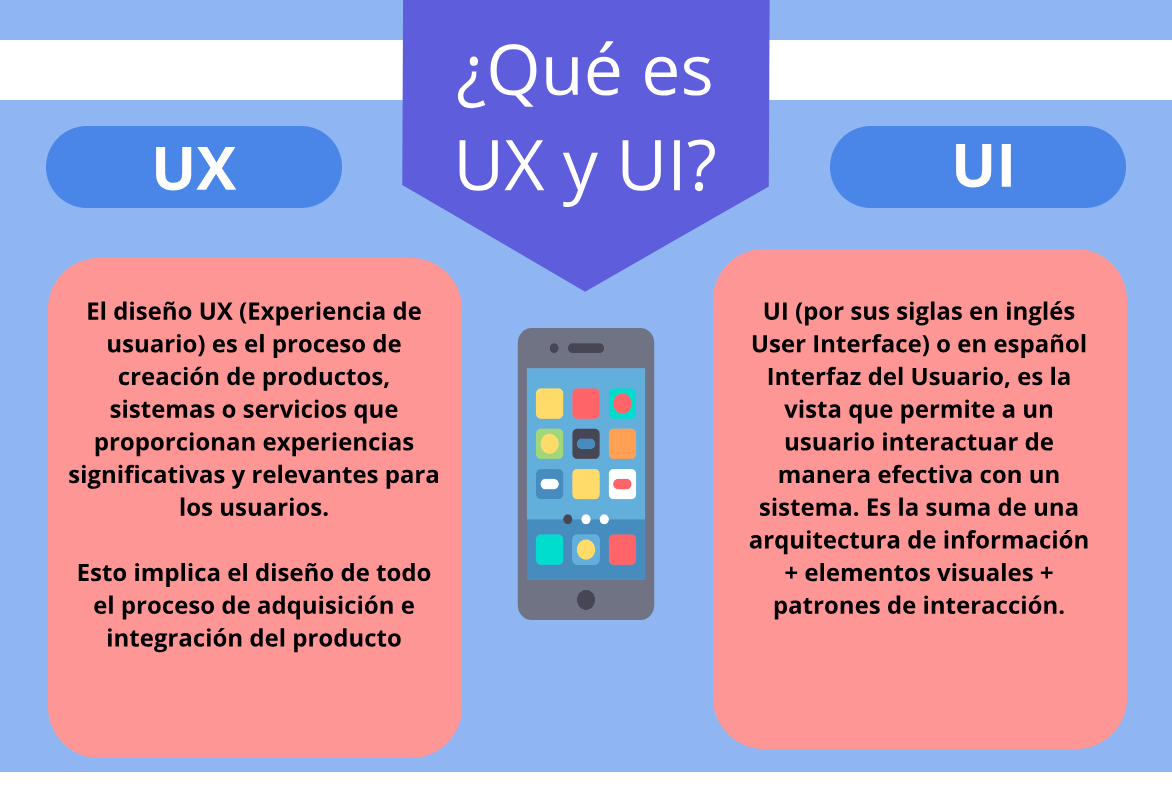 ¿Qué es
UX y UI?
UX
El diseño UX (Experiencia de
usuario) es el proceso de
creación de productos,
sistemas o servicios que
proporcionan experiencias
significativas y relevantes para
los usuarios.
Esto implica el diseño de todo
el proceso de adquisición e
integración del producto
UI
UI (por sus siglas en inglés
User Interface) o en español
Interfaz del Usuario, es la
vista que permite a un
usuario interactuar de
manera efectiva con un
sistema. Es la suma de una
arquitectura de información
+ elementos visuales +
patrones de interacción.